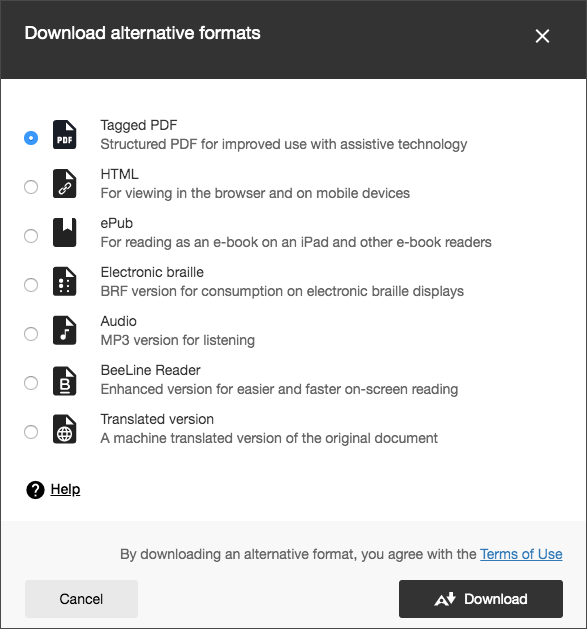 Download alternative formats
Tagged PDF
PDF
Structured PDF for improved use with assistive technology
HTML
For viewing in the browser and on mobile devices
ePub
For reading as an e-book on an iPad and other e-book readers
Electronic braille
BRF version for consumption on electronic braille displays
Audio
MP3 version for listening
BeeLine Reader
B
Enhanced version for easier and faster on-screen reading
Translated version
A machine translated version of the original document
? Help
By downloading an alternative format, you agree with the Terms of Use
Cancel
Download